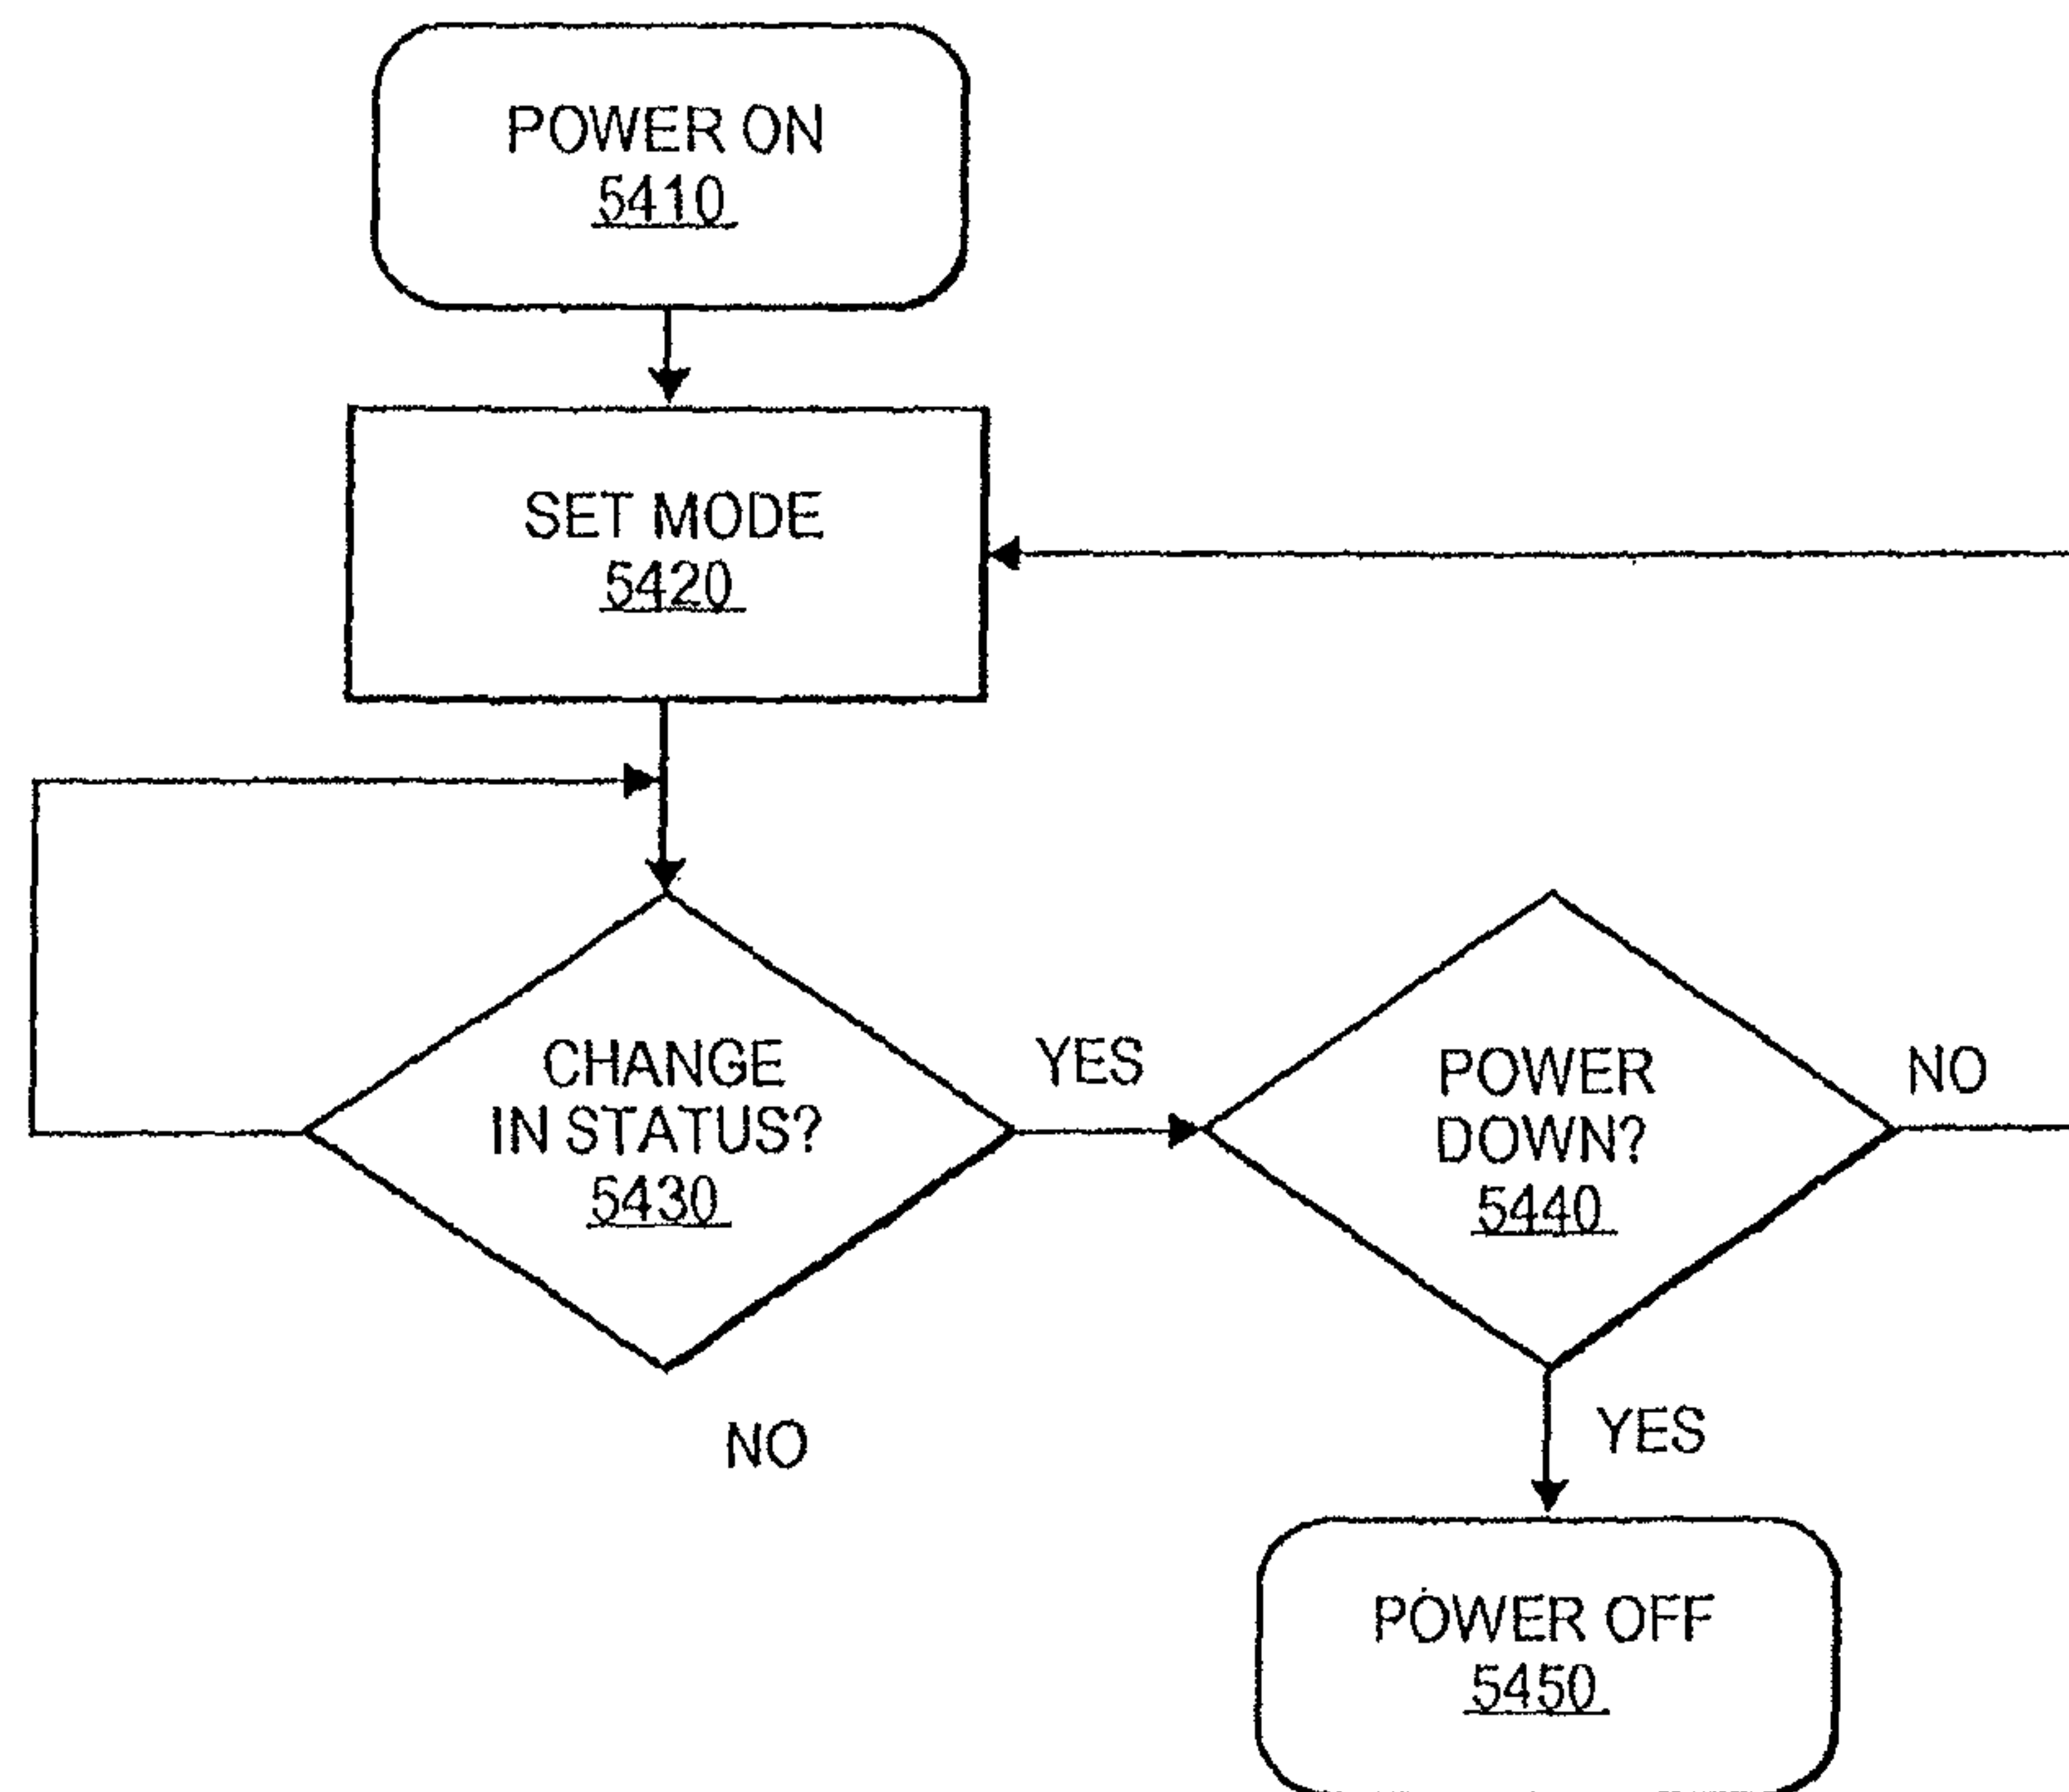 POWER ON
5410
SET MODE
5420
CHANGE
IN STATUS?
5430
YES
NO
POWER
DOWN?
5440
NO
YES
POWER OFF
5450